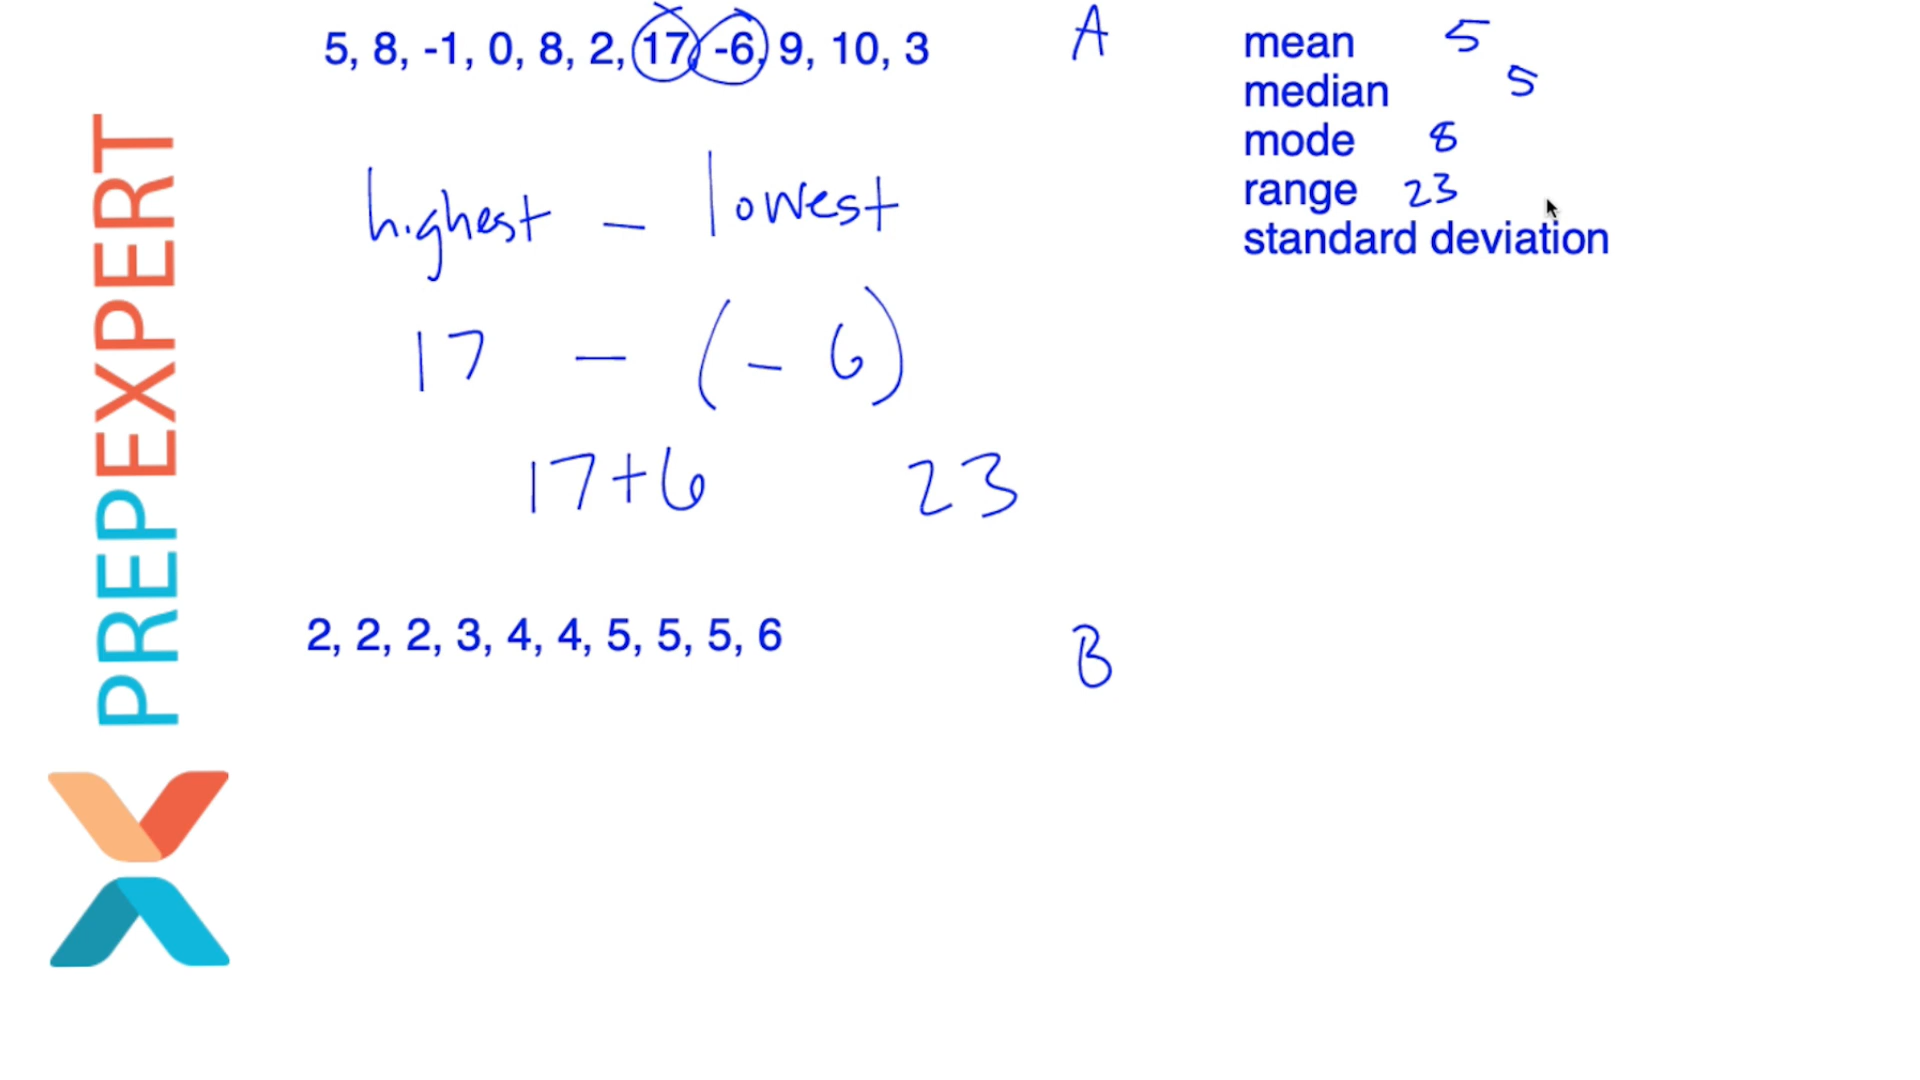 5, 8, -1, 0, 8, 2, 17, -6, 9, 10, 3
A
mean 5
median 5
mode 8
range 23
standard deviation
highest - lowest
17 - (-6)
17+6 23
2, 2, 2, 3, 4, 4, 5, 5, 5, 6
B
PREPEXPERT